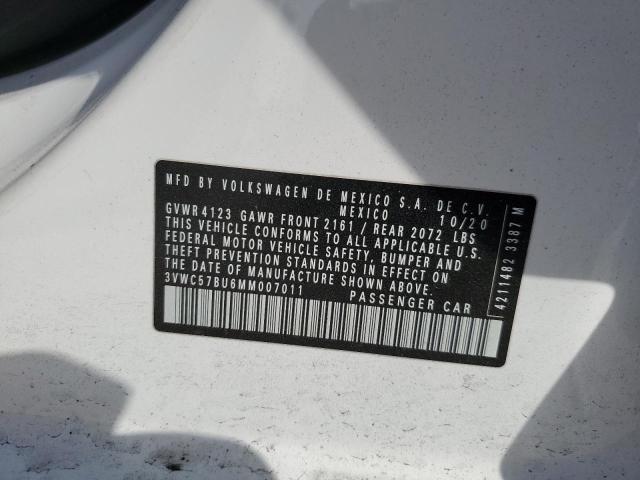 MFD BY VOLKSWAGEN DE MEXICO S.A. DE C.V.
MEXICO 10/20
GVWR 4123 GAWR FRONT 2161 / REAR 2072 LBS
THIS VEHICLE CONFORMS TO ALL APPLICABLE U.S.
FEDERAL MOTOR VEHICLE SAFETY, BUMPER AND
THEFT PREVENTION STANDARDS IN EFFECT ON
THE DATE OF MANUFACTURE SHOWN ABOVE.
3VWC57BU6MM007011 PASSENGER CAR
4211482 3387 M